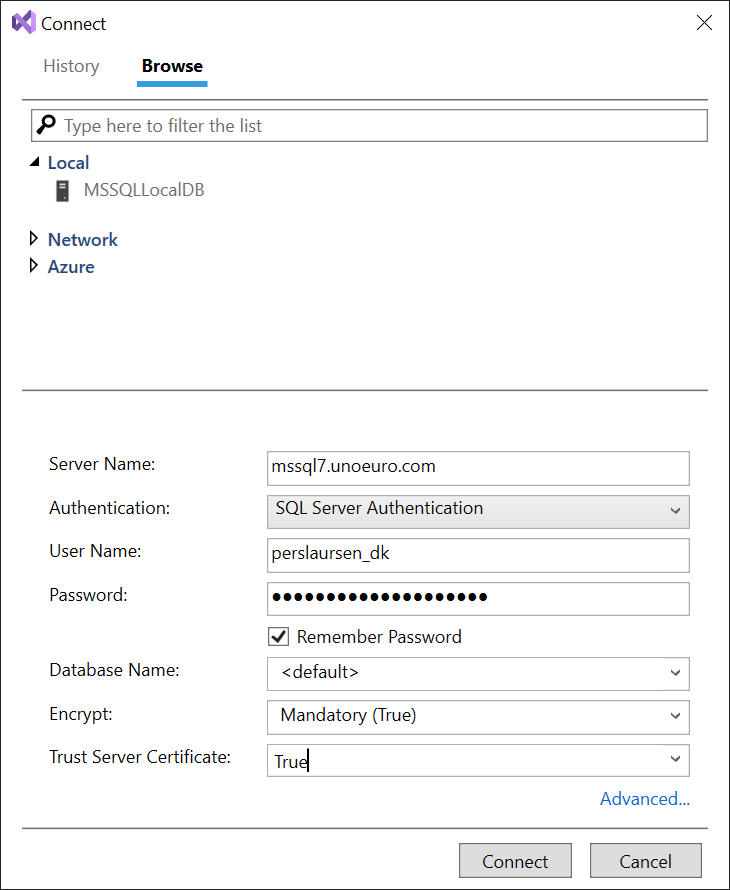 Connect
History Browse
Type here to filter the list
Local
MSSQLLocalDB
Network
Azure
Server Name: mssql7.unoeuro.com
Authentication: SQL Server Authentication
User Name: perslaursen_dk
Password: ●●●●●●●●●●●●●●●●●●●●
Remember Password
Database Name: <default>
Encrypt: Mandatory (True)
Trust Server Certificate: True
Advanced...
Connect Cancel